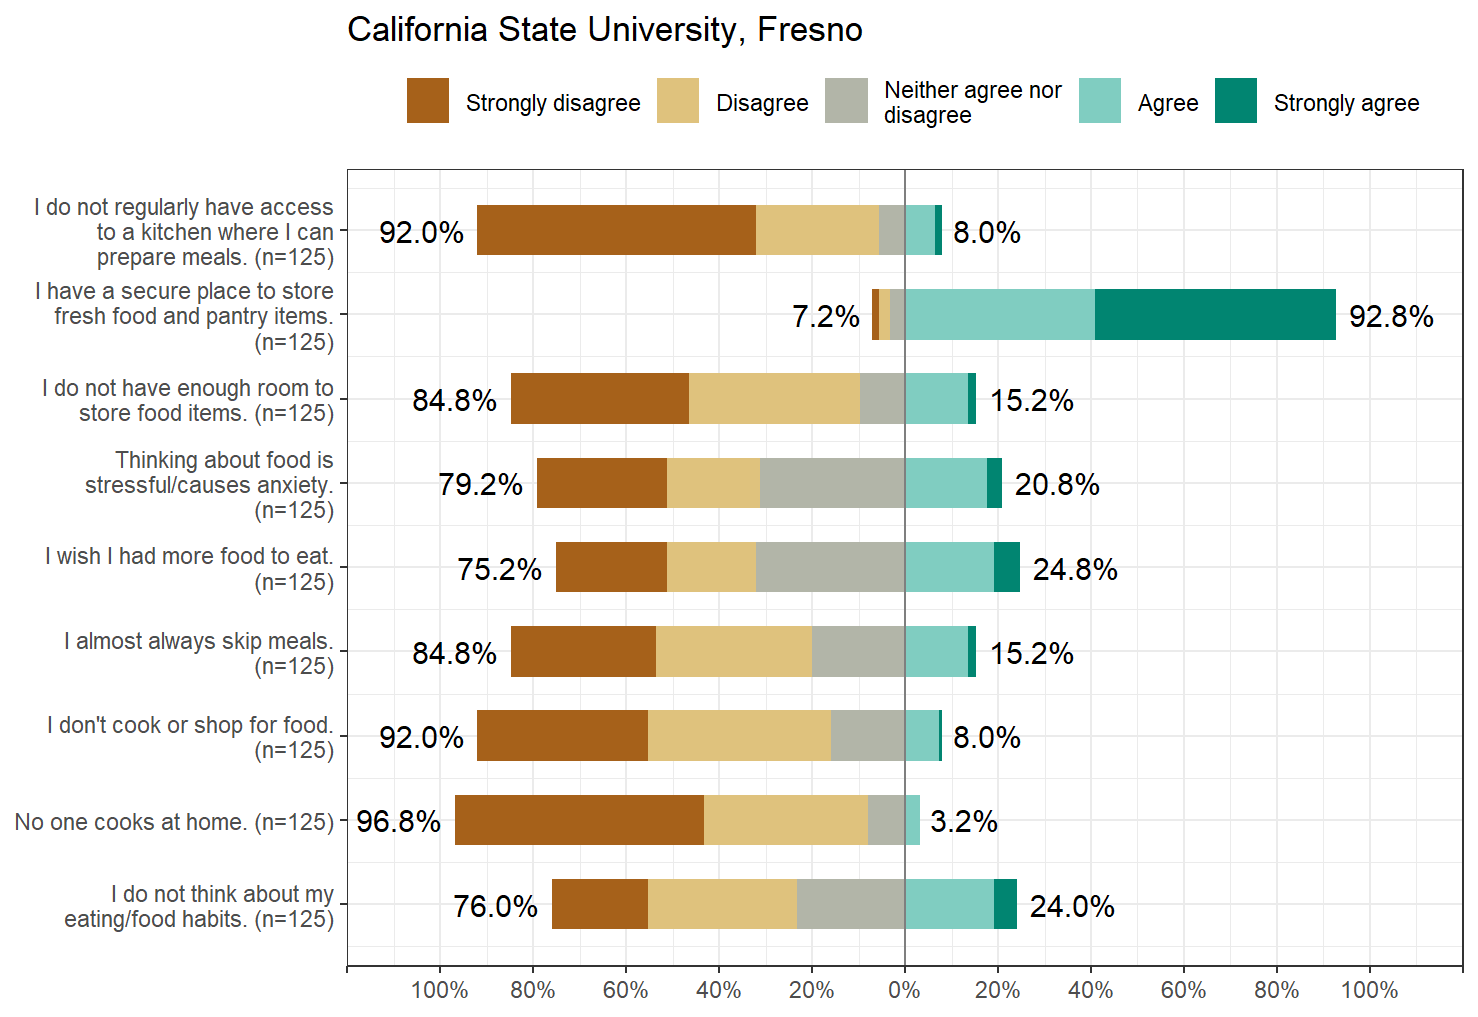 California State University, Fresno
Strongly disagree
Disagree
Neither agree nor
disagree
Agree
Strongly agree
I do not regularly have access
to a kitchen where I can
prepare meals. (n=125)
92.0%
8.0%
I have a secure place to store
fresh food and pantry items.
(n=125)
7.2%
92.8%
I do not have enough room to
store food items. (n=125)
84.8%
15.2%
Thinking about food is
stressful/causes anxiety.
(n=125)
79.2%
20.8%
I wish I had more food to eat.
(n=125)
75.2%
24.8%
I almost always skip meals.
(n=125)
84.8%
15.2%
I don't cook or shop for food.
(n=125)
92.0%
8.0%
No one cooks at home. (n=125)
96.8%
3.2%
I do not think about my
eating/food habits. (n=125)
76.0%
24.0%
100% 80% 60% 40% 20% 0% 20% 40% 60% 80% 100%